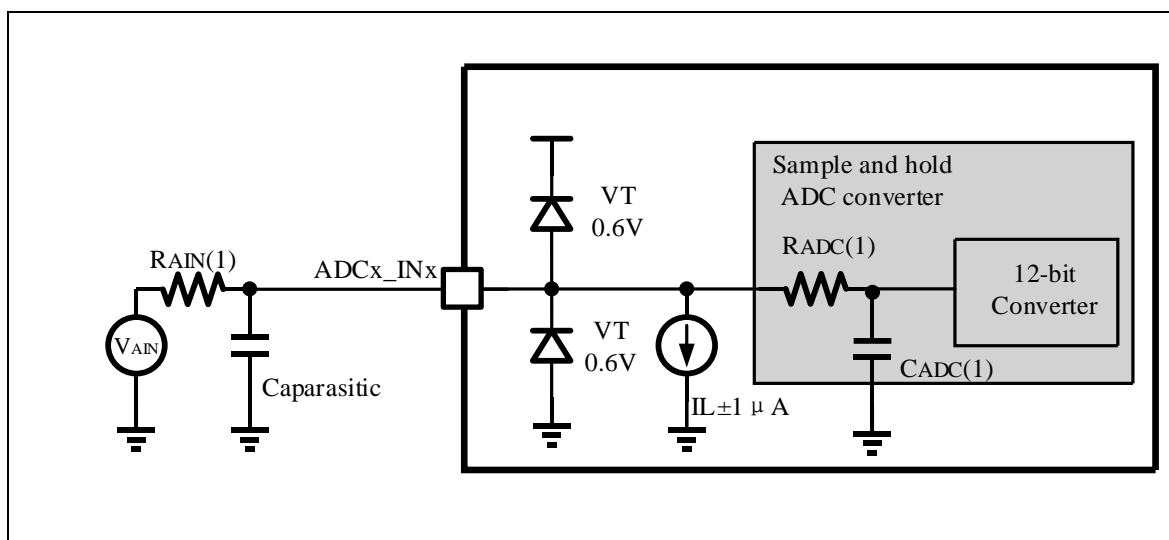 Sample and hold
ADC converter
VT
0.6V
RAIN(1)
ADCx_INx
RADC(1)
12-bit
Converter
VAIN
VT
0.6V
Caparasitic
CADC(1)
IL±1 μA